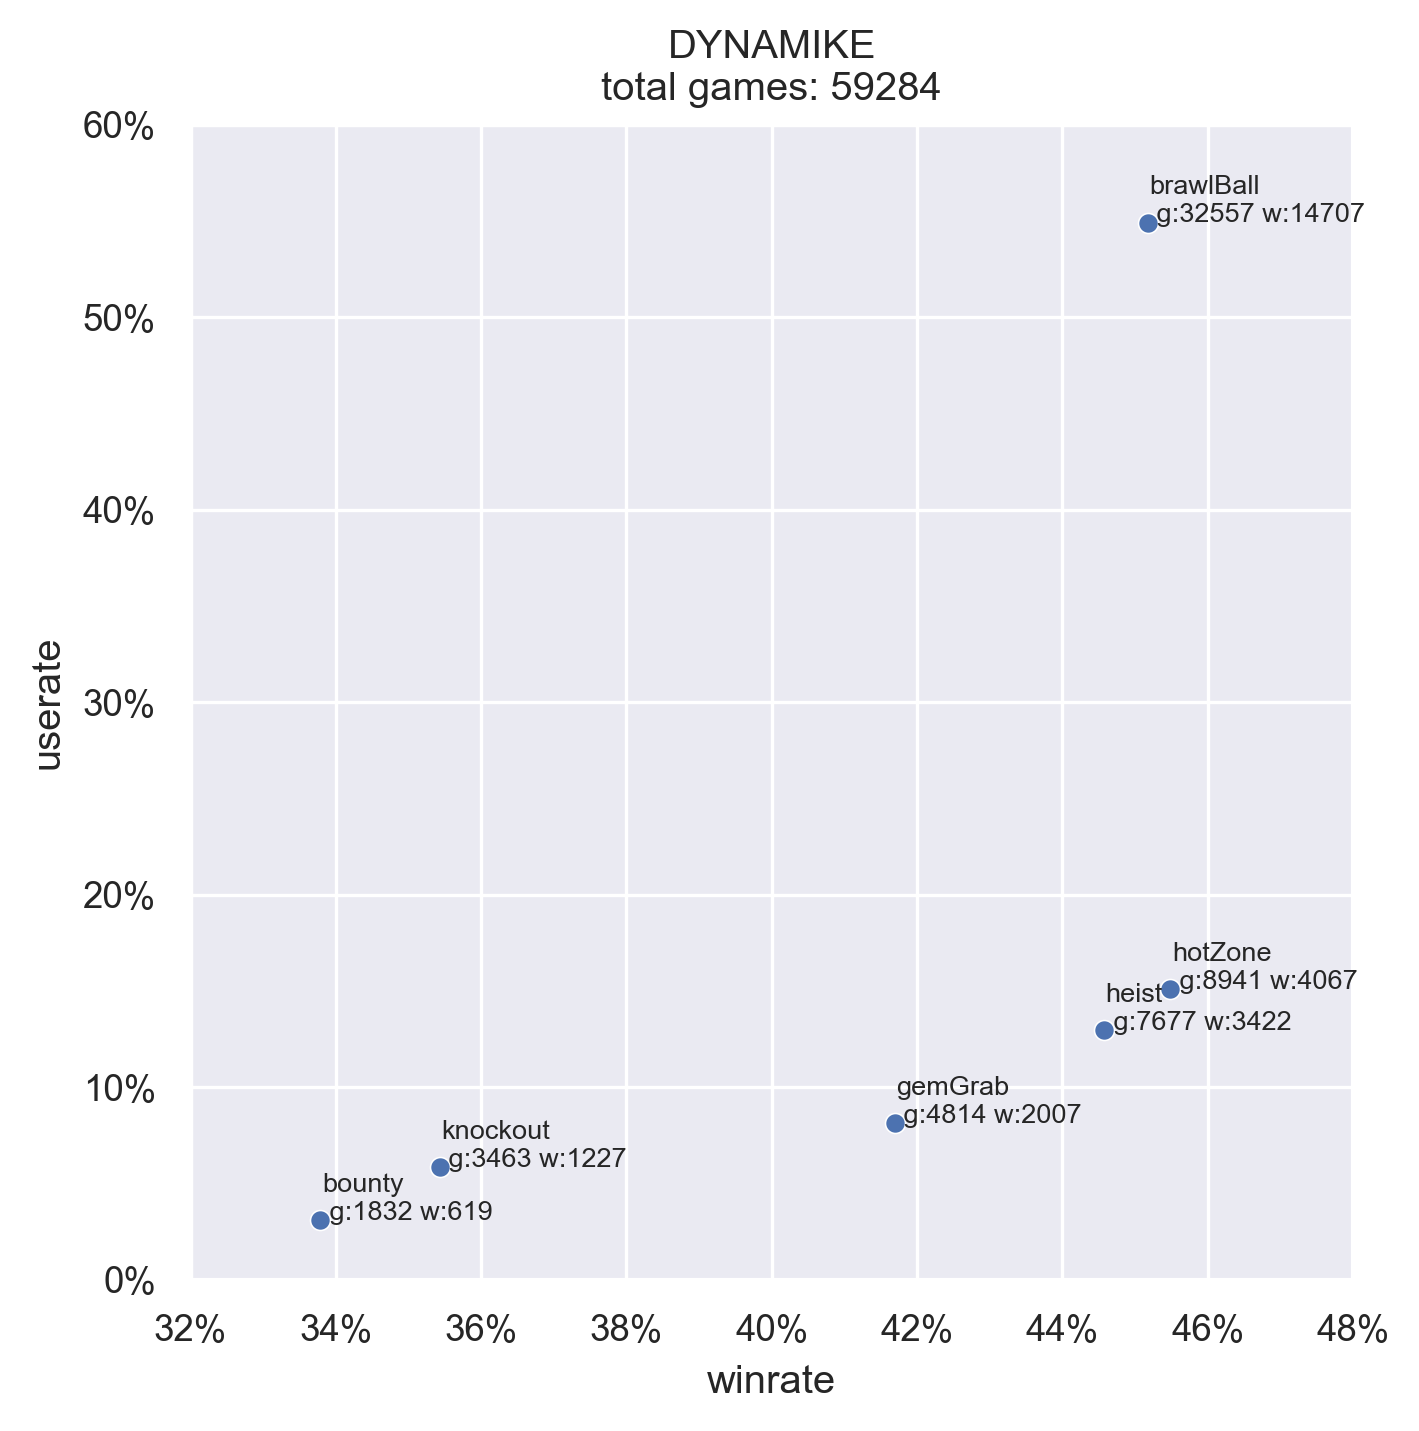 DYNAMIKE
total games: 59284
60%
50%
40%
30%
20%
10%
0%
userate
brawlBall
g:32557 w:14707
hotZone
g:8941 w:4067
heist
g:7677 w:3422
gemGrab
g:4814 w:2007
knockout
g:3463 w:1227
bounty
g:1832 w:619
32% 34% 36% 38% 40% 42% 44% 46% 48%
winrate